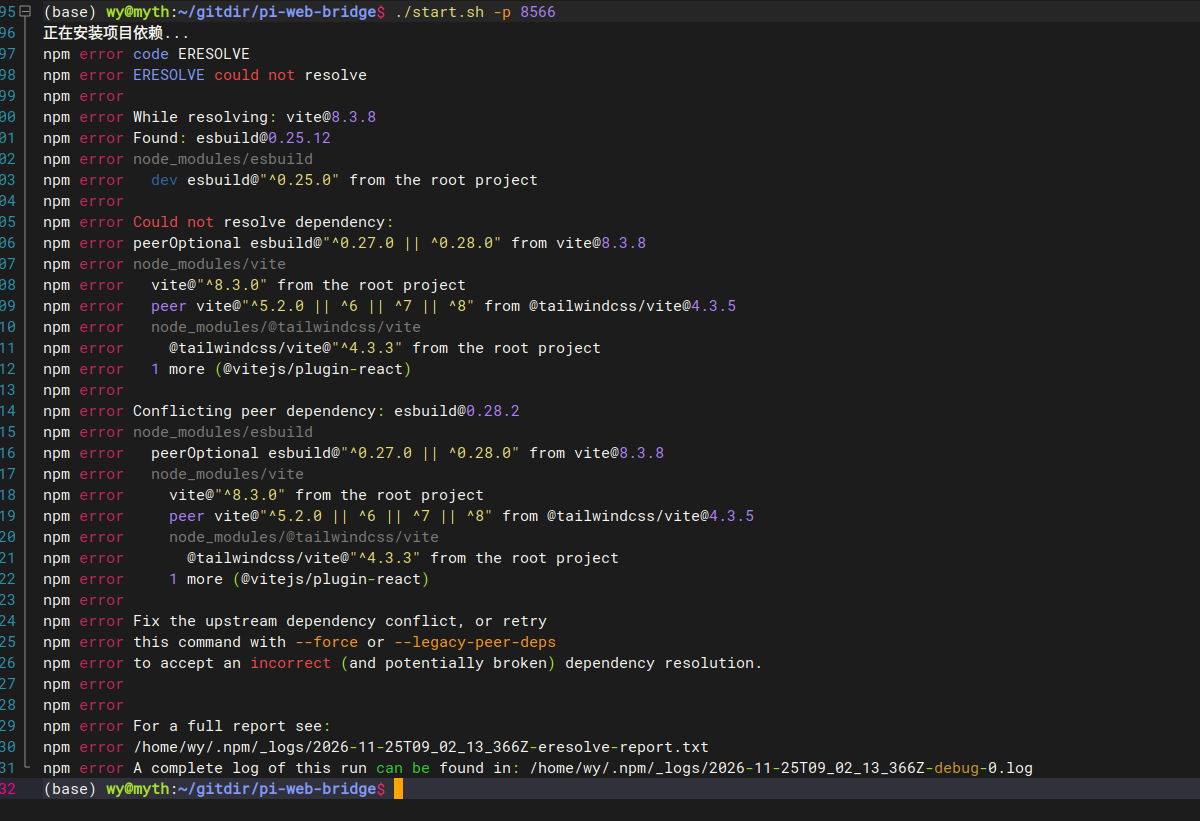 95 (base) wy@myth:~/gitdir/pi-web-bridge$ ./start.sh -p 8566
96 正在安装项目依赖...
97 npm error code ERESOLVE
98 npm error ERESOLVE could not resolve
99 npm error
00 npm error While resolving: vite@8.3.8
01 npm error Found: esbuild@0.25.12
02 npm error node_modules/esbuild
03 npm error   dev esbuild@"^0.25.0" from the root project
04 npm error
05 npm error Could not resolve dependency:
06 npm error peerOptional esbuild@"^0.27.0 || ^0.28.0" from vite@8.3.8
07 npm error node_modules/vite
08 npm error   vite@"^8.3.0" from the root project
09 npm error   peer vite@"^5.2.0 || ^6 || ^7 || ^8" from @tailwindcss/vite@4.3.5
10 npm error   node_modules/@tailwindcss/vite
11 npm error     @tailwindcss/vite@"^4.3.3" from the root project
12 npm error   1 more (@vitejs/plugin-react)
13 npm error
14 npm error Conflicting peer dependency: esbuild@0.28.2
15 npm error node_modules/esbuild
16 npm error   peerOptional esbuild@"^0.27.0 || ^0.28.0" from vite@8.3.8
17 npm error   node_modules/vite
18 npm error     vite@"^8.3.0" from the root project
19 npm error     peer vite@"^5.2.0 || ^6 || ^7 || ^8" from @tailwindcss/vite@4.3.5
20 npm error     node_modules/@tailwindcss/vite
21 npm error       @tailwindcss/vite@"^4.3.3" from the root project
22 npm error     1 more (@vitejs/plugin-react)
23 npm error
24 npm error Fix the upstream dependency conflict, or retry
25 npm error this command with --force or --legacy-peer-deps
26 npm error to accept an incorrect (and potentially broken) dependency resolution.
27 npm error
28 npm error
29 npm error For a full report see:
30 npm error /home/wy/.npm/_logs/2026-11-25T09_02_13_366Z-eresolve-report.txt
31 npm error A complete log of this run can be found in: /home/wy/.npm/_logs/2026-11-25T09_02_13_366Z-debug-0.log
32 (base) wy@myth:~/gitdir/pi-web-bridge$